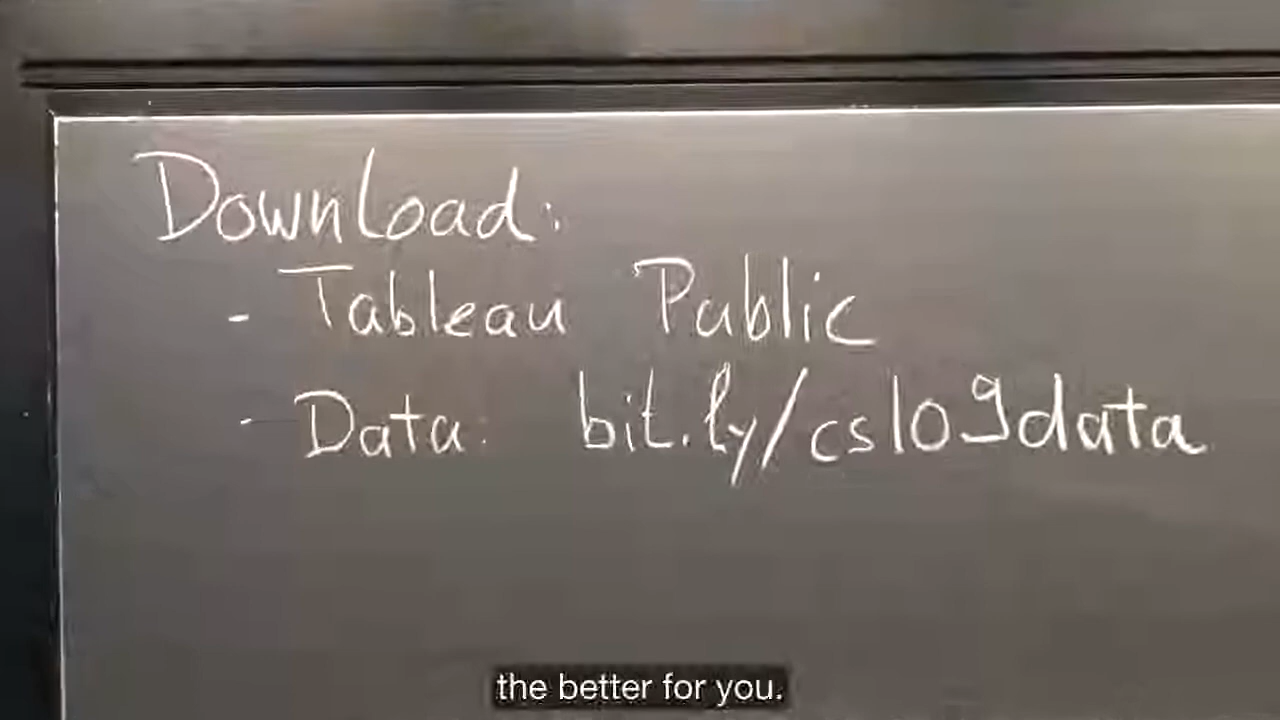 Download:
- Tableau Public
- Data: bit.ly/cs109data
the better for you.